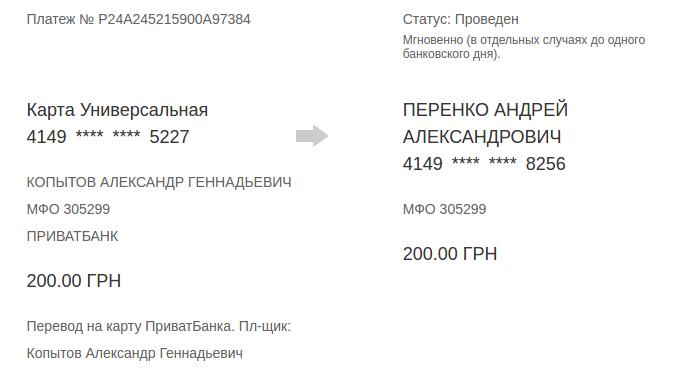 Платеж № P24A245215900A97384
Статус: Проведен
Мгновенно (в отдельных случаях до одного
банковского дня).
Карта Универсальная
4149 **** **** 5227
КОПЫТОВ АЛЕКСАНДР ГЕННАДЬЕВИЧ
МФО 305299
ПРИВАТБАНК
200.00 ГРН
Перевод на карту ПриватБанка. Пл-щик:
Копытов Александр Геннадьевич
ПЕРЕНКО АНДРЕЙ
АЛЕКСАНДРОВИЧ
4149 **** **** 8256
МФО 305299
200.00 ГРН